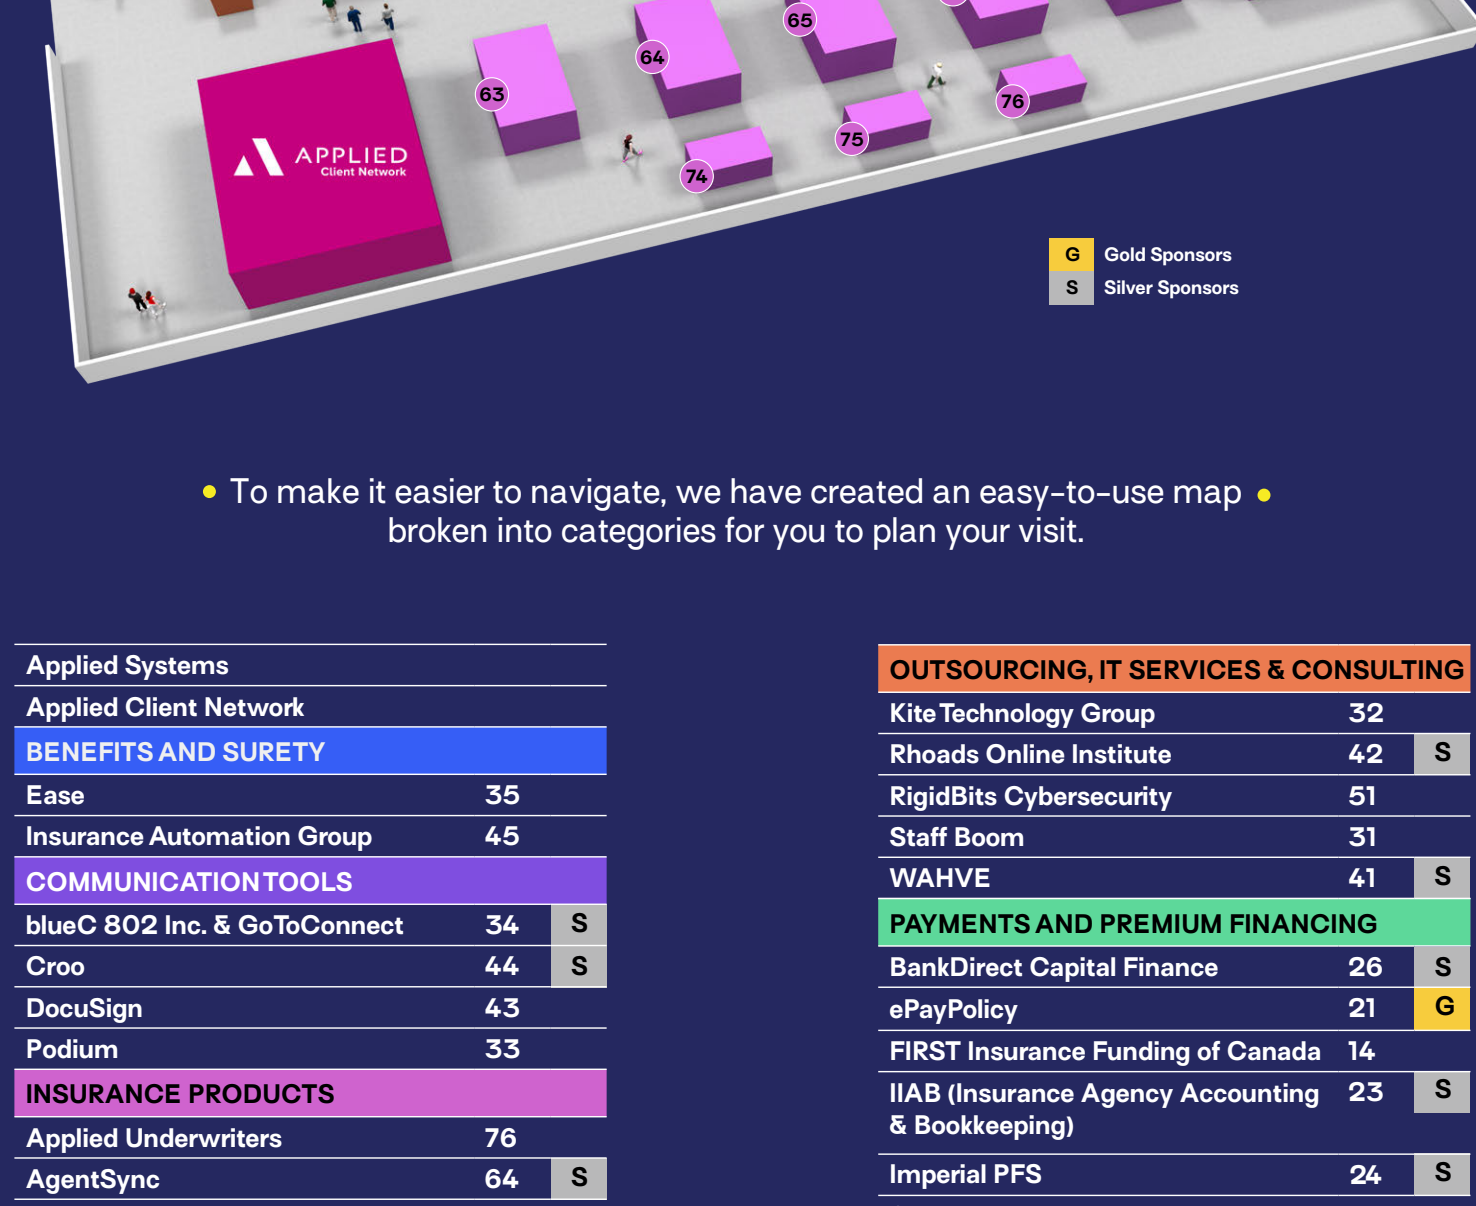 65
64
63
76
75
74
APPLIED
Client Network
G Gold Sponsors
S Silver Sponsors
• To make it easier to navigate, we have created an easy-to-use map •
broken into categories for you to plan your visit.
Applied Systems
Applied Client Network
BENEFITS AND SURETY
Ease 35
Insurance Automation Group 45
COMMUNICATION TOOLS
blueC 802 Inc. & GoToConnect 34 S
Croo 44 S
DocuSign 43
Podium 33
INSURANCE PRODUCTS
Applied Underwriters 76
AgentSync 64 S
OUTSOURCING, IT SERVICES & CONSULTING
Kite Technology Group 32
Rhoads Online Institute 42 S
RigidBits Cybersecurity 51
Staff Boom 31
WAHVE 41 S
PAYMENTS AND PREMIUM FINANCING
BankDirect Capital Finance 26 S
ePayPolicy 21 G
FIRST Insurance Funding of Canada 14
IIAB (Insurance Agency Accounting 23 S
& Bookkeeping)
Imperial PFS 24 S